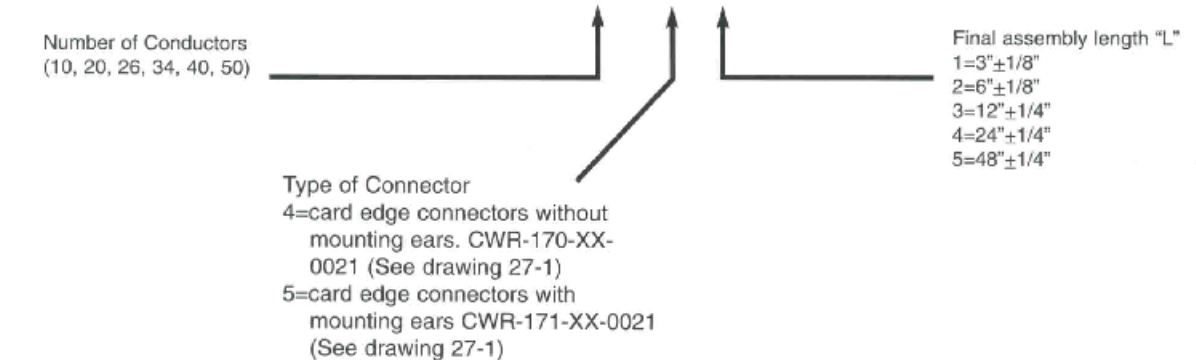 Number of Conductors
(10, 20, 26, 34, 40, 50)
Final assembly length “L”
1=3”±1/8”
2=6”±1/8”
3=12”±1/4”
4=24”±1/4”
5=48”±1/4”
Type of Connector
4=card edge connectors without
mounting ears. CWR-170-XX-
0021 (See drawing 27-1)
5=card edge connectors with
mounting ears CWR-171-XX-0021
(See drawing 27-1)